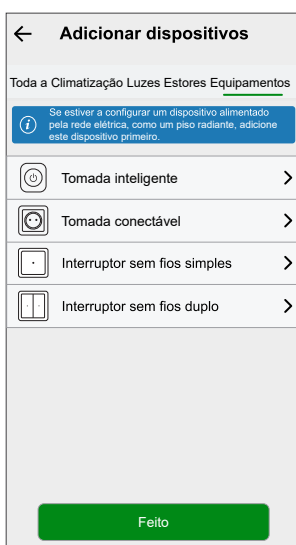 Adicionar dispositivos
Toda a Climatização Luzes Estores Equipamentos
Se estiver a configurar um dispositivo alimentado
pela rede elétrica, como um piso radiante, adicione
este dispositivo primeiro.
Tomada inteligente
Tomada conectável
Interruptor sem fios simples
Interruptor sem fios duplo
Feito